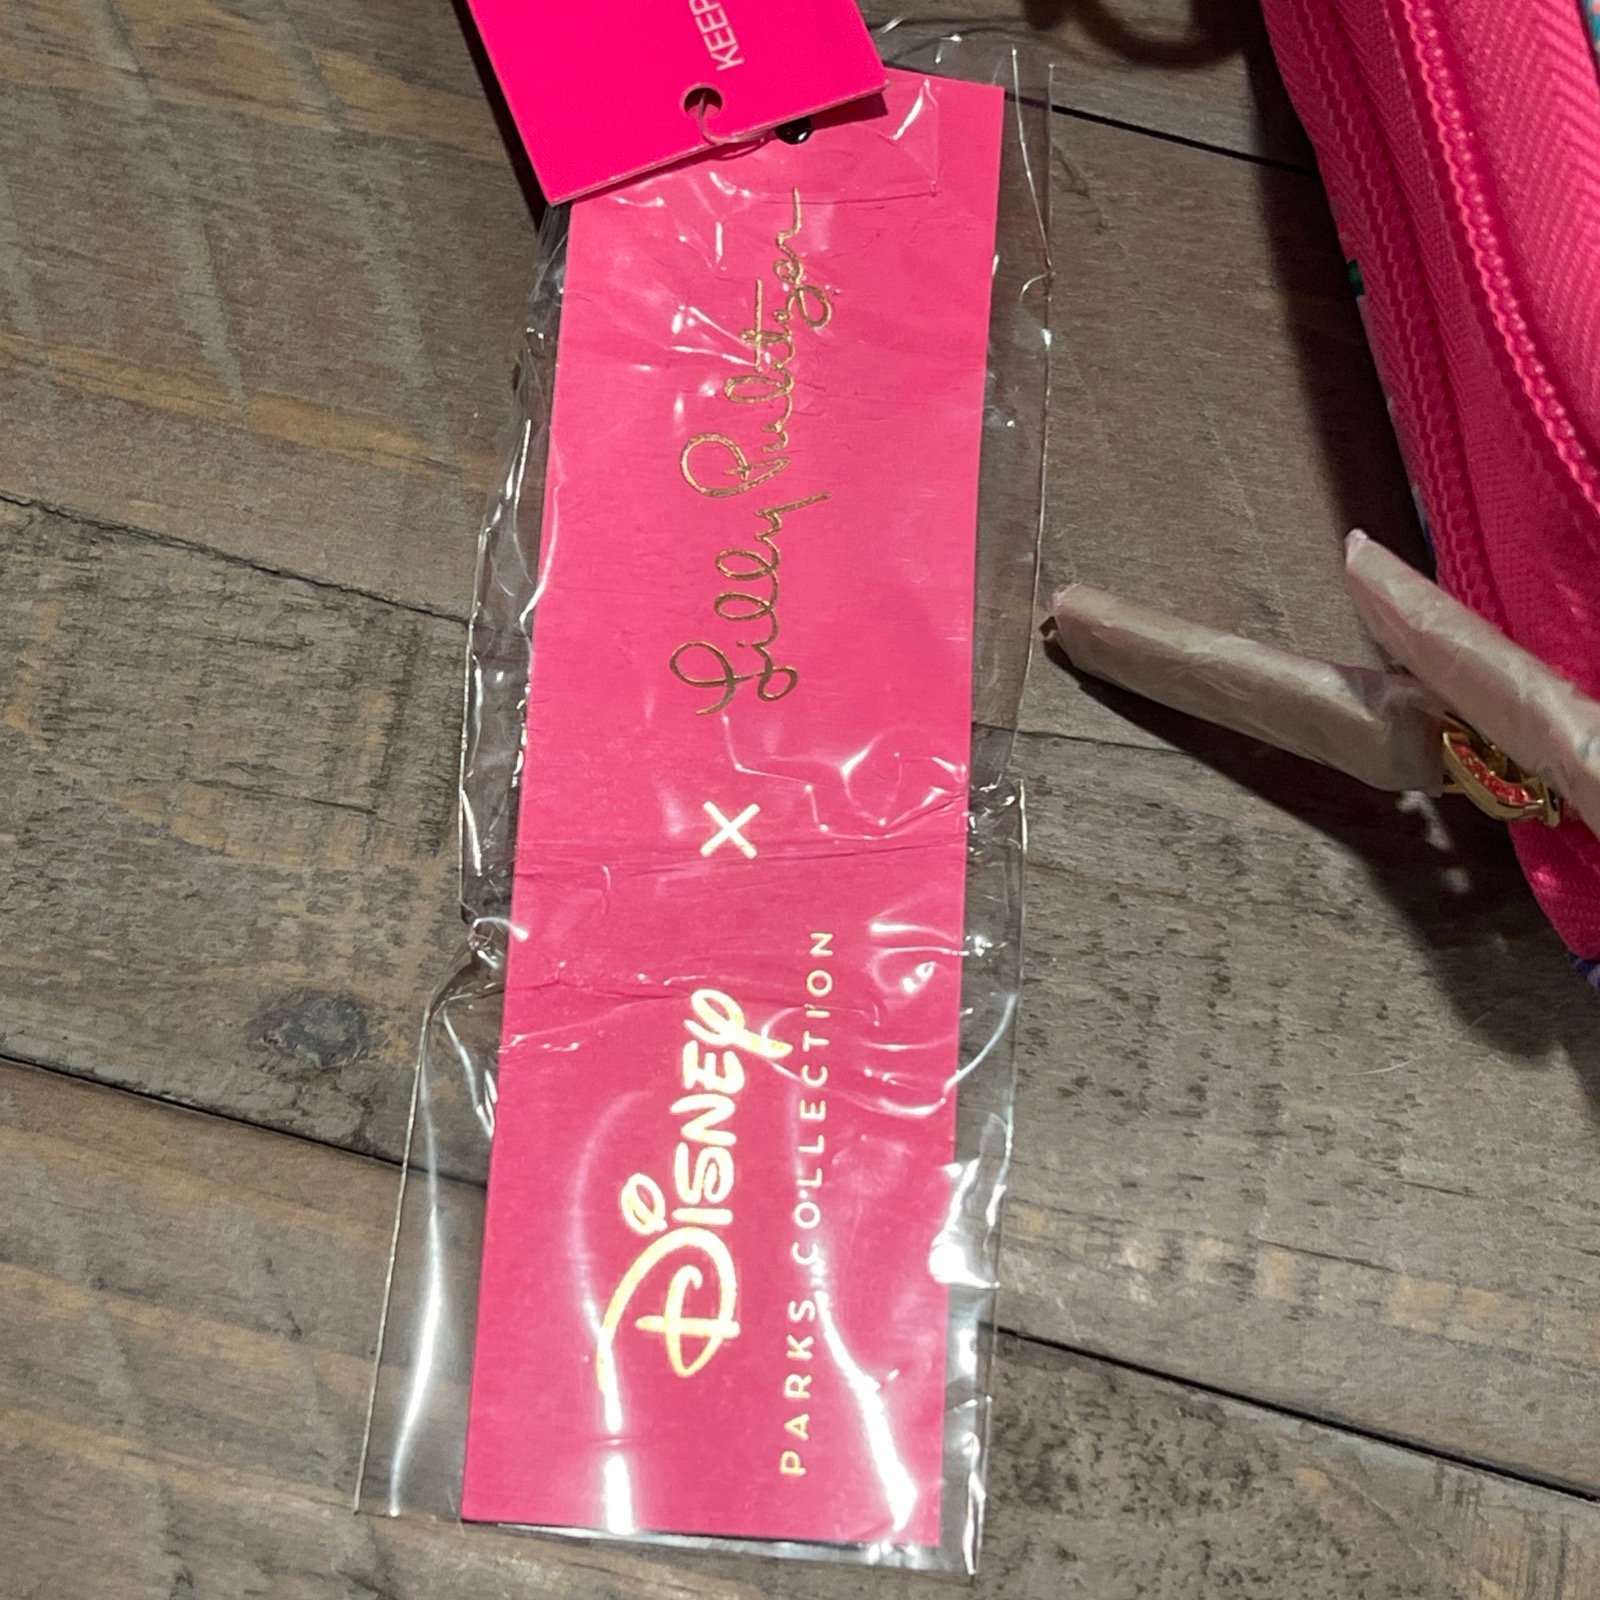 KEEP
DISNEY
PARKS COLLECTION
×
Lilly Pulitzer